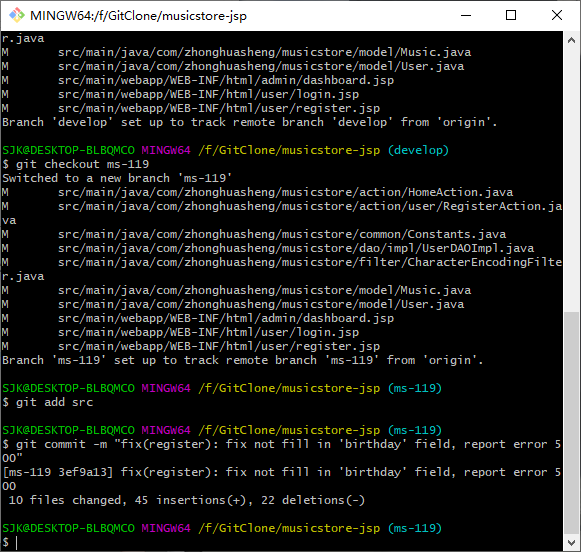 MINGW64:/f/GitClone/musicstore-jsp
r.java
M       src/main/java/com/zhonghuasheng/musicstore/model/Music.java
M       src/main/java/com/zhonghuasheng/musicstore/model/User.java
M       src/main/webapp/WEB-INF/html/admin/dashboard.jsp
M       src/main/webapp/WEB-INF/html/user/login.jsp
M       src/main/webapp/WEB-INF/html/user/register.jsp
Branch 'develop' set up to track remote branch 'develop' from 'origin'.
SJK@DESKTOP-BLBQMCO MINGW64 /f/GitClone/musicstore-jsp (develop)
$ git checkout ms-119
Switched to a new branch 'ms-119'
M       src/main/java/com/zhonghuasheng/musicstore/action/HomeAction.java
M       src/main/java/com/zhonghuasheng/musicstore/action/user/RegisterAction.ja
va
M       src/main/java/com/zhonghuasheng/musicstore/common/Constants.java
M       src/main/java/com/zhonghuasheng/musicstore/dao/impl/UserDAOImpl.java
M       src/main/java/com/zhonghuasheng/musicstore/filter/CharacterEncodingFilte
r.java
M       src/main/java/com/zhonghuasheng/musicstore/model/Music.java
M       src/main/java/com/zhonghuasheng/musicstore/model/User.java
M       src/main/webapp/WEB-INF/html/admin/dashboard.jsp
M       src/main/webapp/WEB-INF/html/user/login.jsp
M       src/main/webapp/WEB-INF/html/user/register.jsp
Branch 'ms-119' set up to track remote branch 'ms-119' from 'origin'.
SJK@DESKTOP-BLBQMCO MINGW64 /f/GitClone/musicstore-jsp (ms-119)
$ git add src
SJK@DESKTOP-BLBQMCO MINGW64 /f/GitClone/musicstore-jsp (ms-119)
$ git commit -m "fix(register): fix not fill in 'birthday' field, report error 5
00"
[ms-119 3ef9a13] fix(register): fix not fill in 'birthday' field, report error 5
00
 10 files changed, 45 insertions(+), 22 deletions(-)
SJK@DESKTOP-BLBQMCO MINGW64 /f/GitClone/musicstore-jsp (ms-119)
$